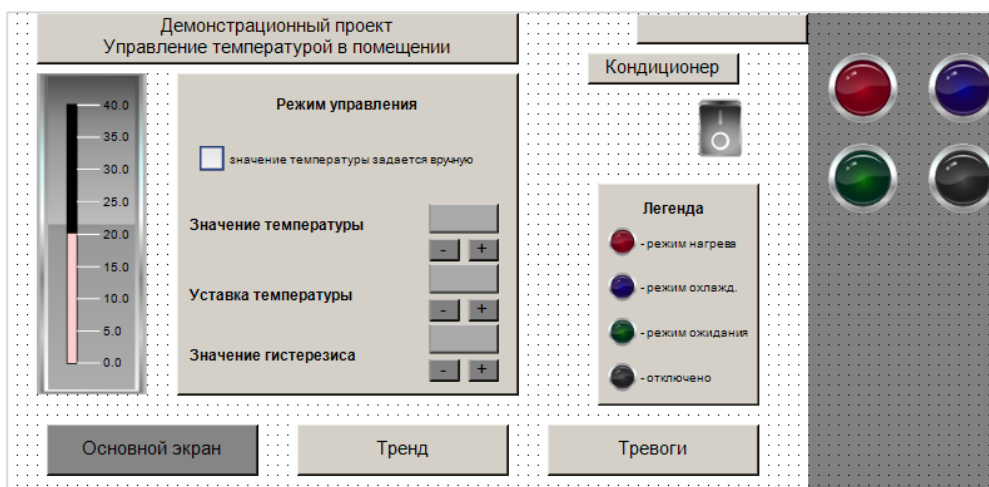 Демонстрационный проект
Управление температурой в помещении
Кондиционер
40.0
35.0
30.0
25.0
20.0
15.0
10.0
5.0
0.0
Режим управления
значение температуры задается вручную
Значение температуры
- +
Уставка температуры
- +
Значение гистерезиса
- +
Легенда
- режим нагрева
- режим охлажд.
- режим ожидания
- отключено
Основной экран
Тренд
Тревоги